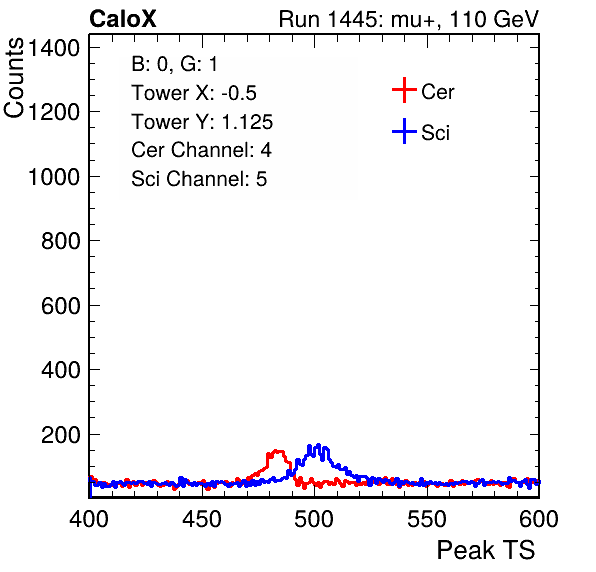 CaloX Run 1445: mu+, 110 GeV
Counts
B: 0, G: 1
Tower X: -0.5
Tower Y: 1.125
Cer Channel: 4
Sci Channel: 5
Cer
Sci
1400
1200
1000
800
600
400
200
400 450 500 550 600
Peak TS